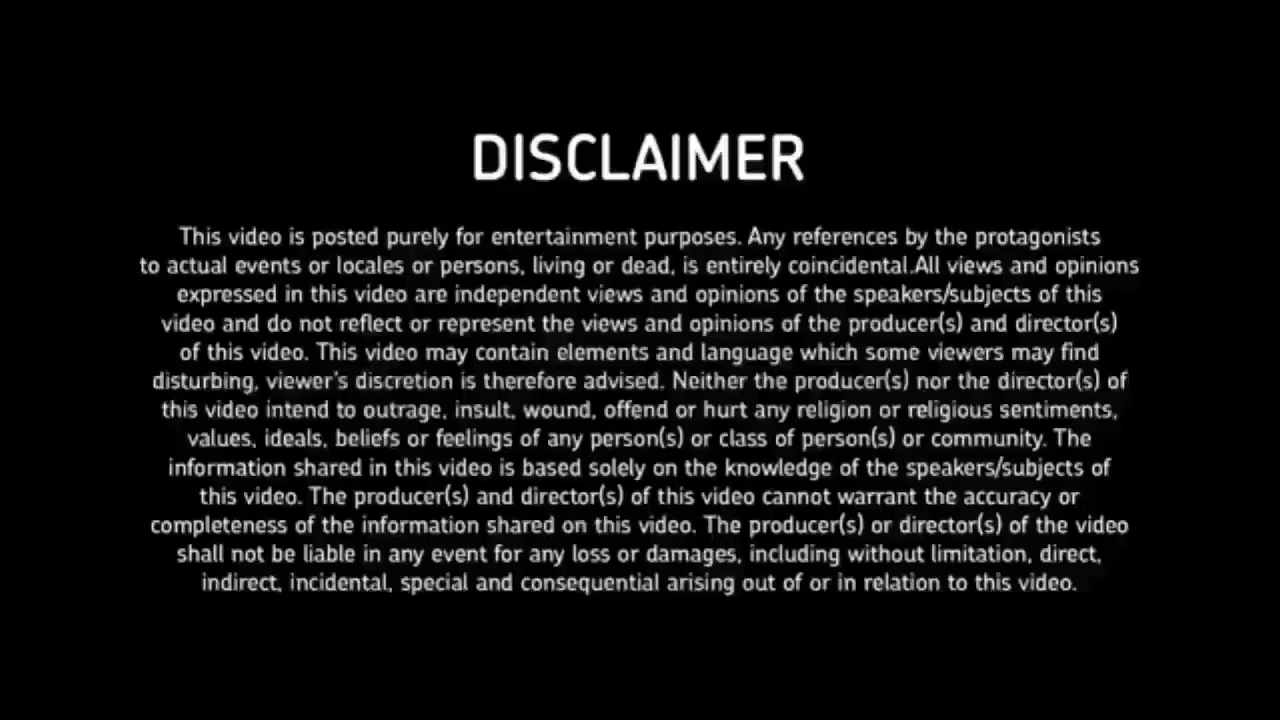 DISCLAIMER
This video is posted purely for entertainment purposes. Any references by the protagonists
to actual events or locales or persons, living or dead, is entirely coincidental.All views and opinions
expressed in this video are independent views and opinions of the speakers/subjects of this
video and do not reflect or represent the views and opinions of the producer(s) and director(s)
of this video. This video may contain elements and language which some viewers may find
disturbing, viewer's discretion is therefore advised. Neither the producer(s) nor the director(s) of
this video intend to outrage, insult, wound, offend or hurt any religion or religious sentiments,
values, ideals, beliefs or feelings of any person(s) or class of person(s) or community. The
information shared in this video is based solely on the knowledge of the speakers/subjects of
this video. The producer(s) and director(s) of this video cannot warrant the accuracy or
completeness of the information shared on this video. The producer(s) or director(s) of the video
shall not be liable in any event for any loss or damages, including without limitation, direct,
indirect, incidental, special and consequential arising out of or in relation to this video.